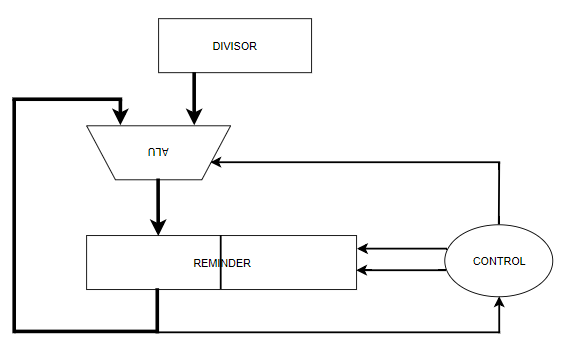 DIVISOR
ALU
REMINDER
CONTROL